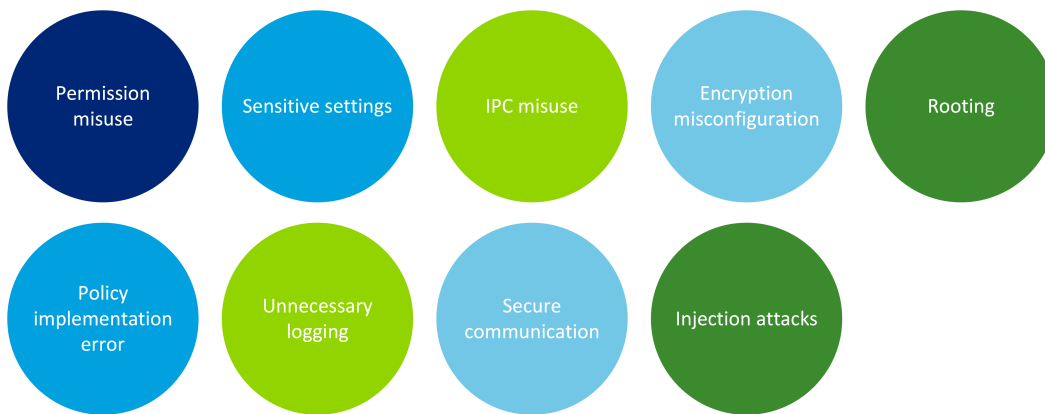 Permission
misuse
Sensitive settings
IPC misuse
Encryption
misconfiguration
Rooting
Policy
implementation
error
Unnecessary
logging
Secure
communication
Injection attacks